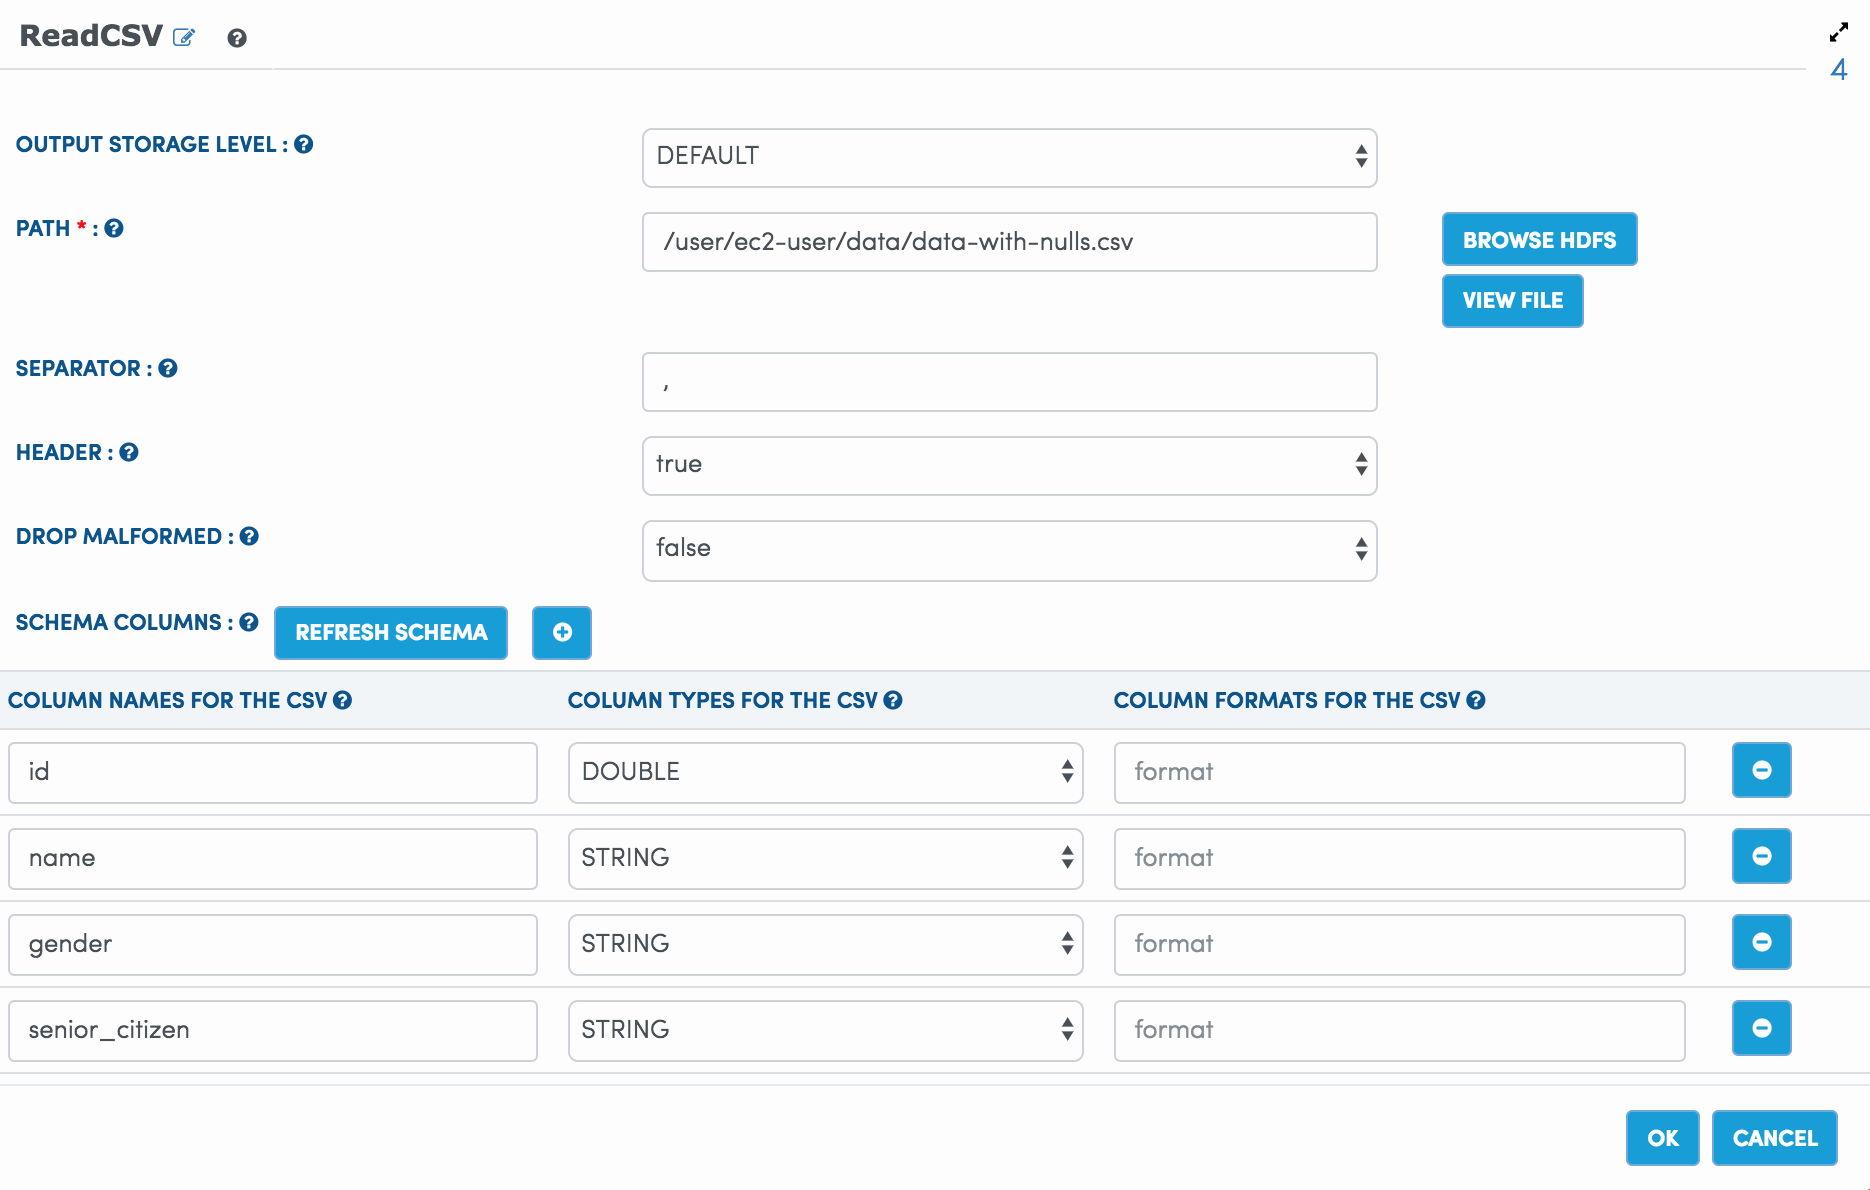 ReadCSV
4
OUTPUT STORAGE LEVEL :
DEFAULT
PATH * :
/user/ec2-user/data/data-with-nulls.csv
BROWSE HDFS
VIEW FILE
SEPARATOR :
,
HEADER :
true
DROP MALFORMED :
false
SCHEMA COLUMNS :
REFRESH SCHEMA
COLUMN NAMES FOR THE CSV COLUMN TYPES FOR THE CSV COLUMN FORMATS FOR THE CSV
id DOUBLE format
name STRING format
gender STRING format
senior_citizen STRING format
OK CANCEL